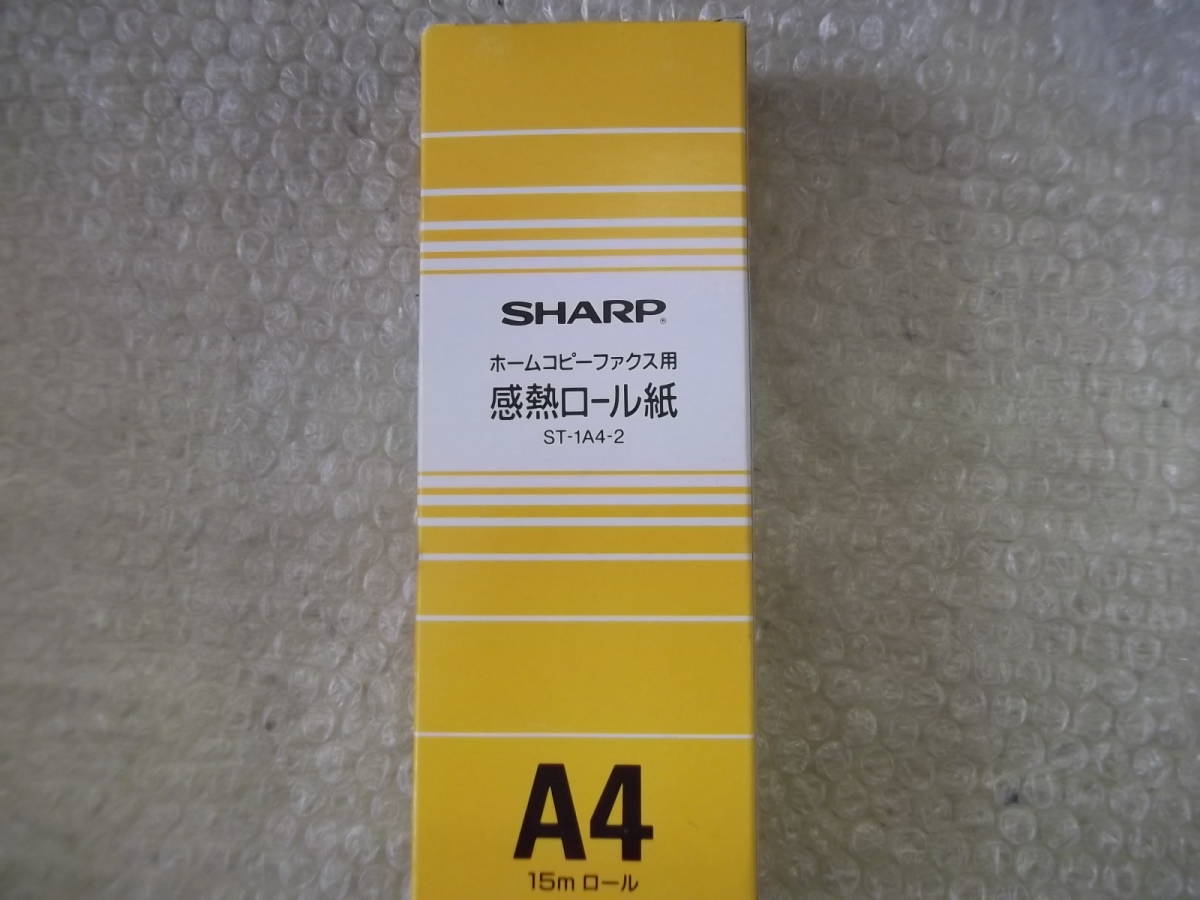 SHARP®
ホームコピーファクス用
感熱ロール紙
ST-1A4-2
A4
15m ロール